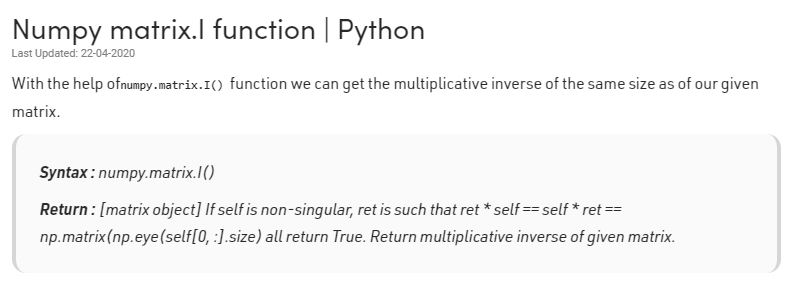 Numpy matrix.I function | Python
Last Updated: 22-04-2020
With the help ofnumpy.matrix.I() function we can get the multiplicative inverse of the same size as of our given
matrix.
Syntax : numpy.matrix.I()
Return : [matrix object] If self is non-singular, ret is such that ret * self == self * ret ==
np.matrix(np.eye(self[0, :].size) all return True. Return multiplicative inverse of given matrix.